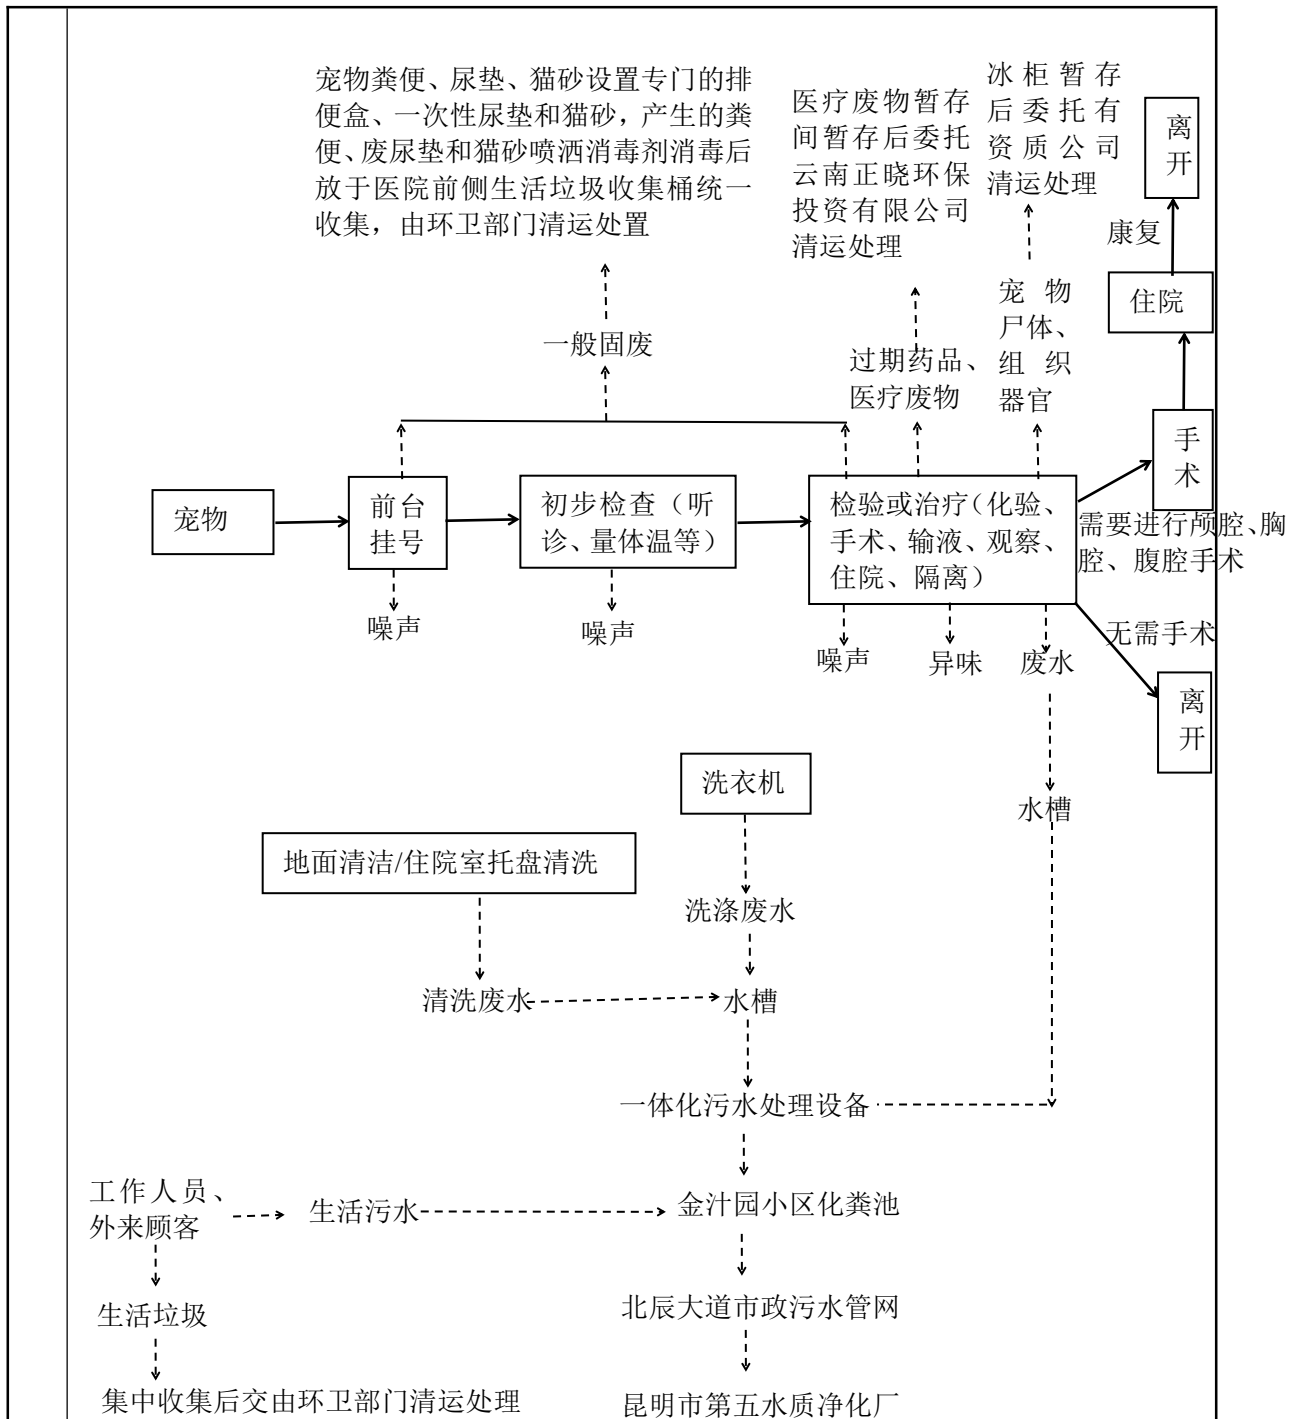 宠物粪便、尿垫、猫砂设置专门的排
便盒、一次性尿垫和猫砂，产生的粪
便、废尿垫和猫砂喷洒消毒剂消毒后
放于医院前侧生活垃圾收集桶统一
收集，由环卫部门清运处置
医疗废物暂存
间暂存后委托
云南正晓环保
投资有限公司
清运处理
冰柜暂存
后委托有
资质公司
清运处理
离
开
康复
住院
一般固废
过期药品、
医疗废物
宠物
尸体、
组织
器官
手
术
宠物
前台
挂号
初步检查（听
诊、量体温等）
检验或治疗（化验、
手术、输液、观察、
住院、隔离）
需要进行颅腔、胸
腔、腹腔手术
噪声
噪声
噪声
异味
废水
无需手术
离
开
洗衣机
水槽
地面清洁/住院室托盘清洗
洗涤废水
清洗废水
水槽
一体化污水处理设备
工作人员、
外来顾客
生活污水
金汁园小区化粪池
生活垃圾
北辰大道市政污水管网
集中收集后交由环卫部门清运处理
昆明市第五水质净化厂